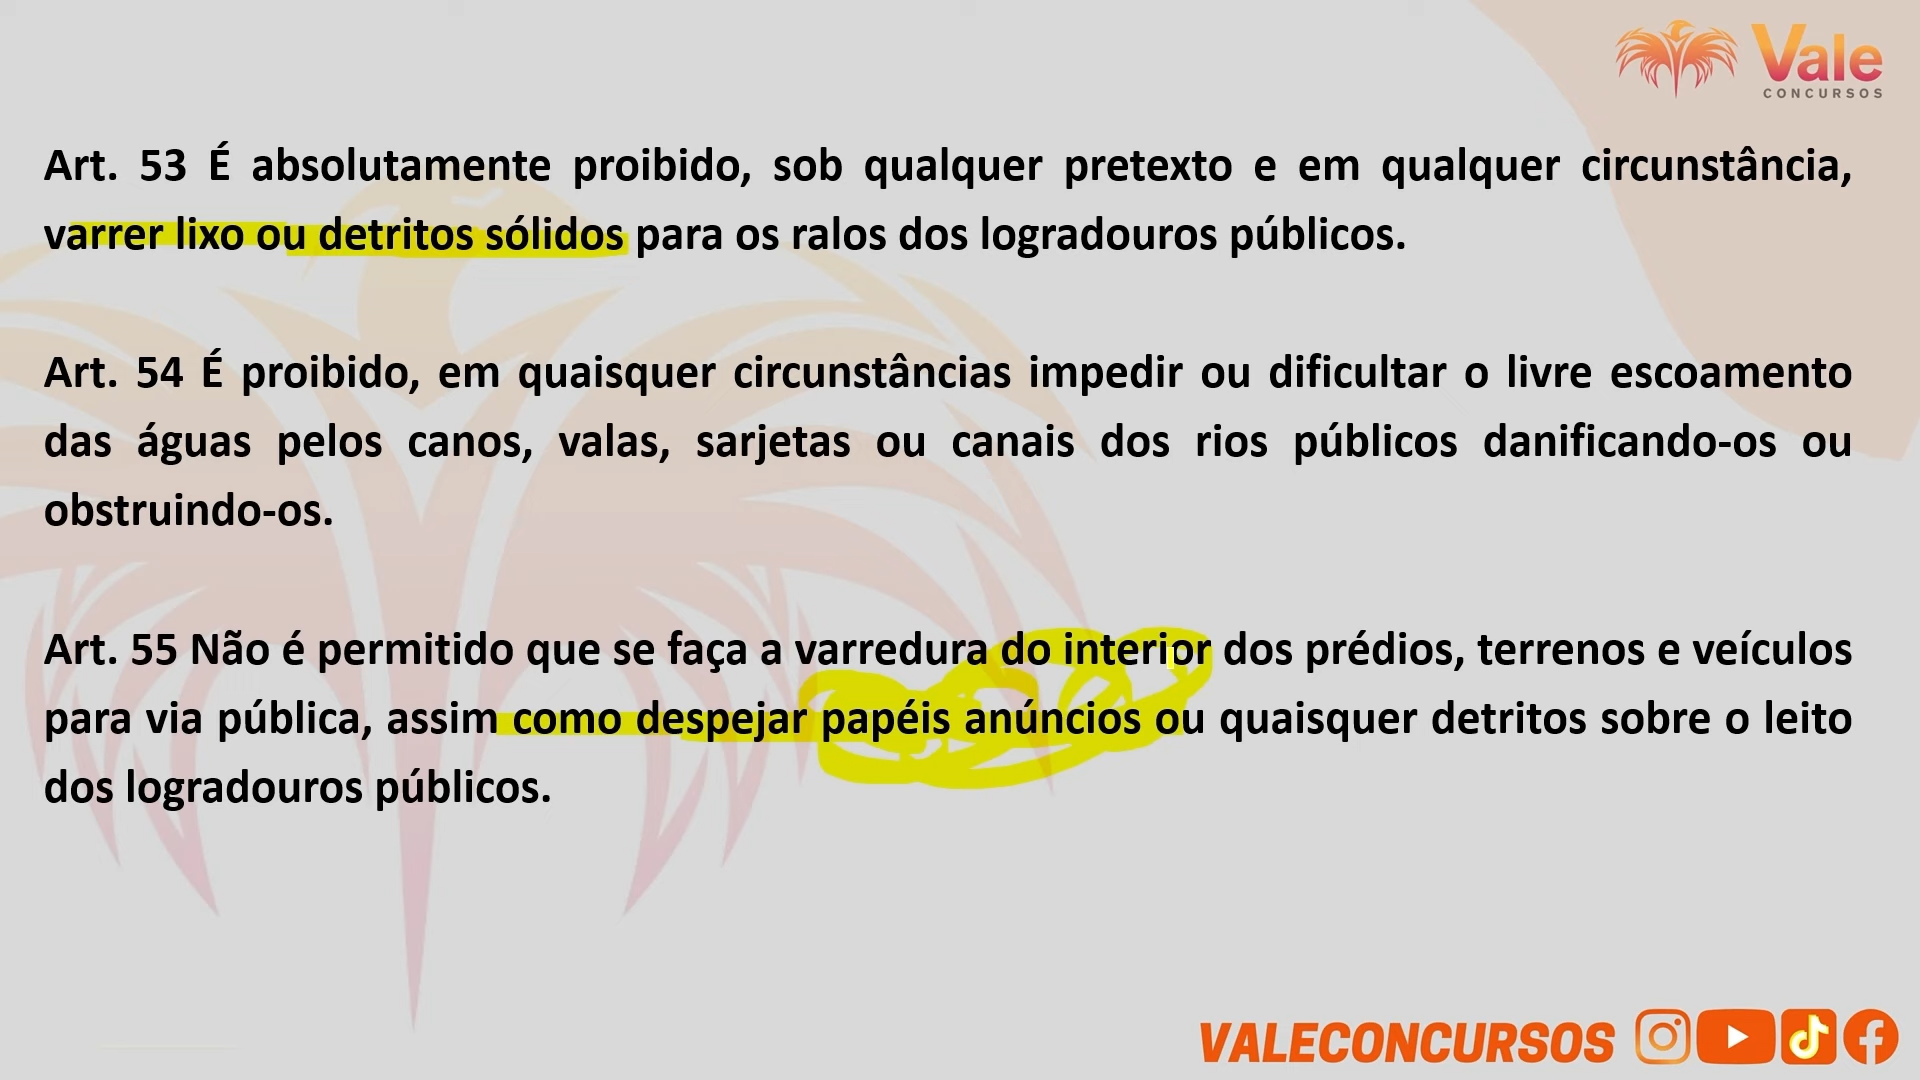 Vale
CONCURSOS
Art. 53 É absolutamente proibido, sob qualquer pretexto e em qualquer circunstância,
varrer lixo ou detritos sólidos para os ralos dos logradouros públicos.
Art. 54 É proibido, em quaisquer circunstâncias impedir ou dificultar o livre escoamento
das águas pelos canos, valas, sarjetas ou canais dos rios públicos danificando-os ou
obstruindo-os.
Art. 55 Não é permitido que se faça a varredura do interior dos prédios, terrenos e veículos
para via pública, assim como despejar papéis anúncios ou quaisquer detritos sobre o leito
dos logradouros públicos.
VALECONCURSOS